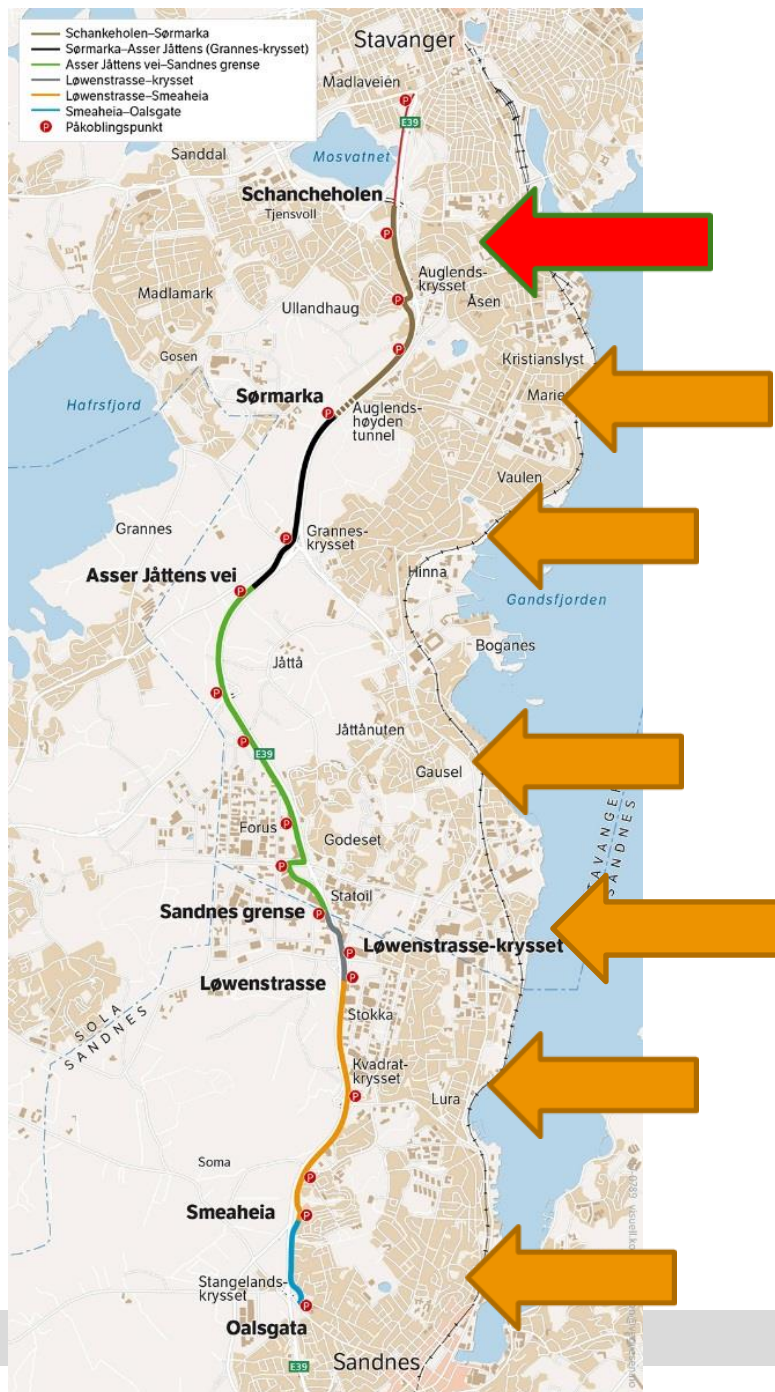 Schankeholen–Sørmarka
Sørmarka–Asser Jåttens (Grannes-krysset)
Asser Jåttens vei–Sandnes grense
Løwenstrasse-krysset
Løwenstrasse–Smeaheia
Smeaheia–Oalsgate
P Påkoblingspunkt
Stavanger
Madlaveien
P
E39
Sanddal
Mosvatnet
Schancheholen
Tjensvoll
P
Auglends-
krysset
Madlamark
Ullandhaug
P
Åsen
Gosen
P
Kristianslyst
Hafrsfjord
Sørmarka
P
Auglends-
høyden
tunnel
Marie
Vaulen
Grannes
P
Grannes-
krysset
Asser Jåttens vei
P
Hinna
Gandsfjorden
Jåttå
Boganes
P
Jåttånuten
P
E39
Gausel
Forus
P
Godeset
P
STAVANGER
SANDNES
Statoil
Sandnes grense
P
Løwenstrasse-krysset
P
Løwenstrasse
P
SOLA
SANDNES
Stokka
Kvadrat-
krysset
P
Lura
Soma
P
Smeaheia
P
Stangelands-
krysset
P
Oalsgata
E39
Sandnes